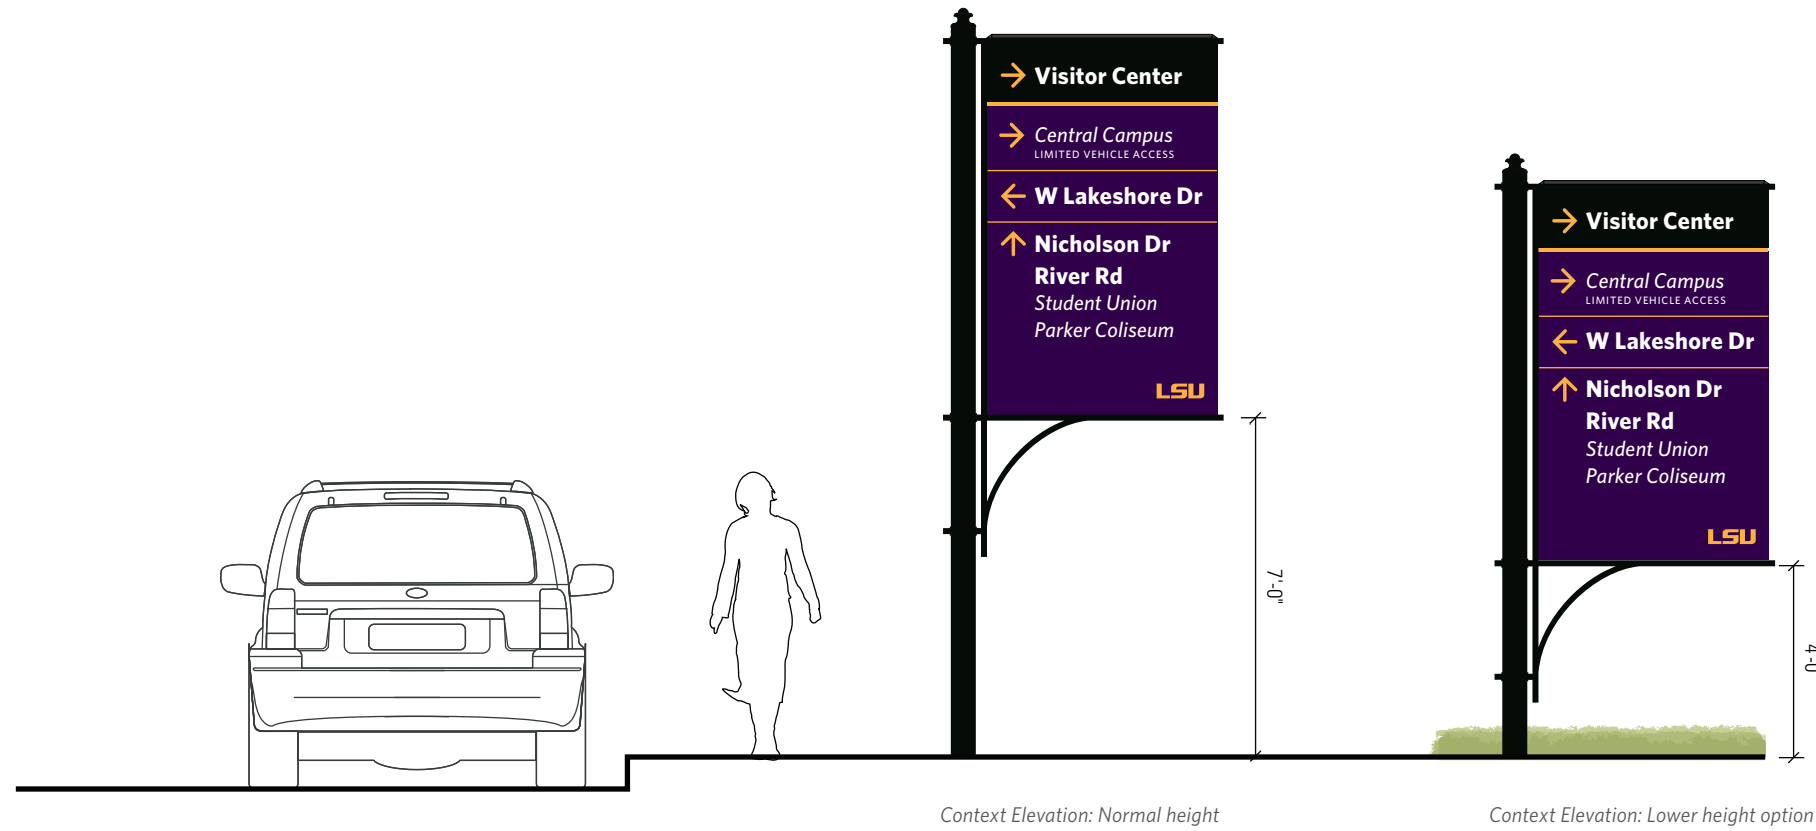 Visitor Center
Central Campus
LIMITED VEHICLE ACCESS
W Lakeshore Dr
Nicholson Dr
River Rd
Student Union
Parker Coliseum
LSU
7'-0"
Context Elevation: Normal height
Visitor Center
Central Campus
LIMITED VEHICLE ACCESS
W Lakeshore Dr
Nicholson Dr
River Rd
Student Union
Parker Coliseum
LSU
Context Elevation: Lower height option